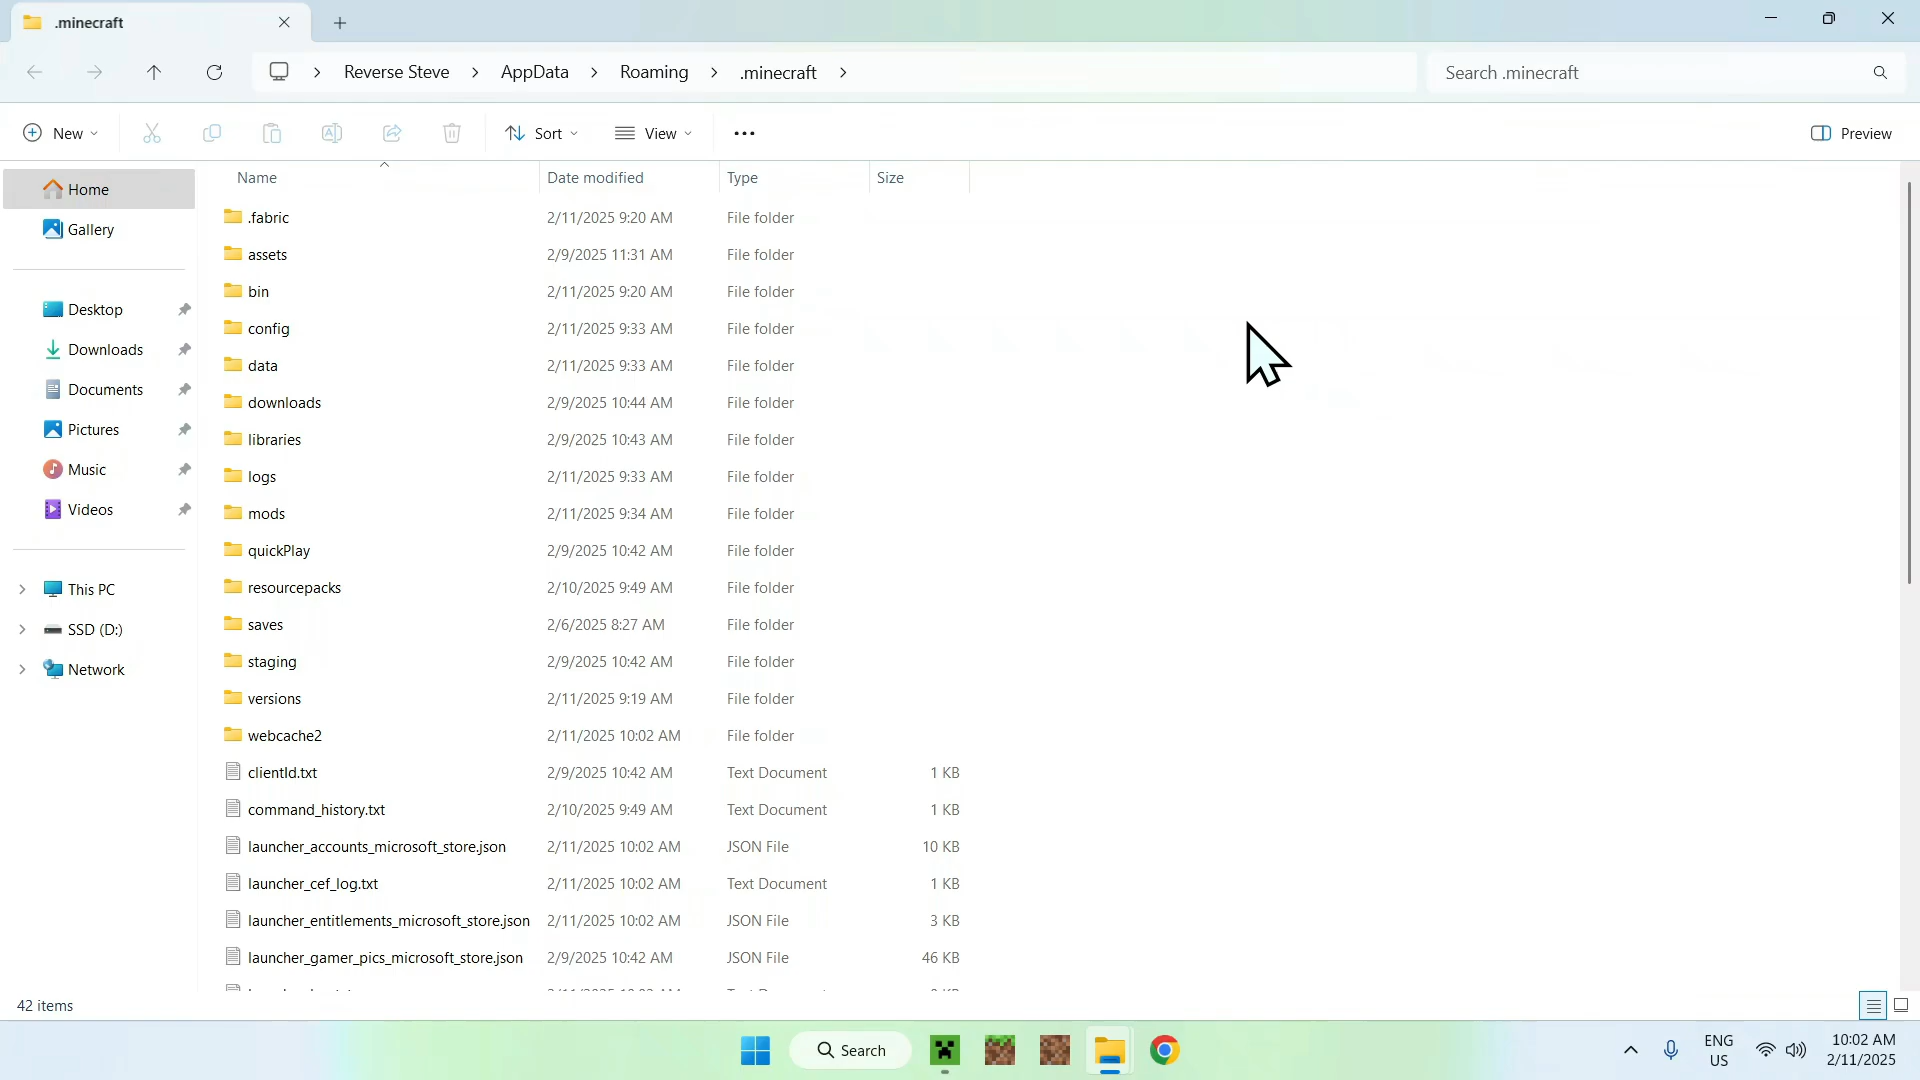 .minecraft
Reverse Steve > AppData > Roaming > .minecraft >
Search .minecraft
New
Sort
View
Preview
Name Date modified Type Size
Home
Gallery
Desktop
Downloads
Documents
Pictures
Music
Videos
This PC
SSD (D:)
Network
.fabric 2/11/2025 9:20 AM File folder
assets 2/9/2025 11:31 AM File folder
bin 2/11/2025 9:20 AM File folder
config 2/11/2025 9:33 AM File folder
data 2/11/2025 9:33 AM File folder
downloads 2/9/2025 10:44 AM File folder
libraries 2/9/2025 10:43 AM File folder
logs 2/11/2025 9:33 AM File folder
mods 2/11/2025 9:34 AM File folder
quickPlay 2/9/2025 10:42 AM File folder
resourcepacks 2/10/2025 9:49 AM File folder
saves 2/6/2025 8:27 AM File folder
staging 2/9/2025 10:42 AM File folder
versions 2/11/2025 9:19 AM File folder
webcache2 2/11/2025 10:02 AM File folder
clientId.txt 2/9/2025 10:42 AM Text Document 1 KB
command_history.txt 2/10/2025 9:49 AM Text Document 1 KB
launcher_accounts_microsoft_store.json 2/11/2025 10:02 AM JSON File 10 KB
launcher_cef_log.txt 2/11/2025 10:02 AM Text Document 1 KB
launcher_entitlements_microsoft_store.json 2/11/2025 10:02 AM JSON File 3 KB
launcher_gamer_pics_microsoft_store.json 2/9/2025 10:42 AM JSON File 46 KB
42 items
Search
ENG
US
10:02 AM
2/11/2025